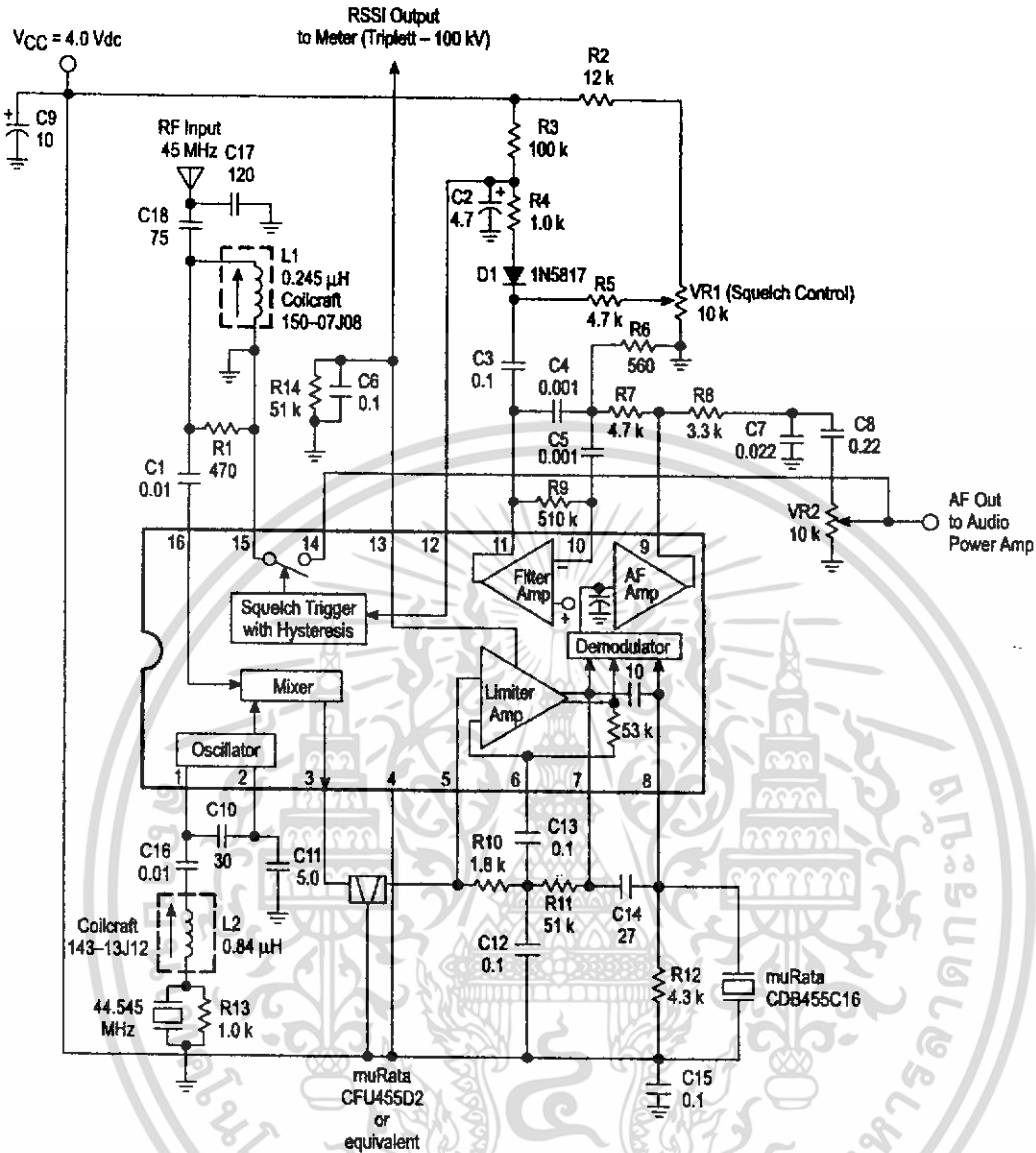 RSSI Output
to Meter (Triplett – 100 kV)
VCC = 4.0 Vdc
R2
12 k
C9
10
+
RF Input
45 MHz
C17
120
R3
100 k
C18
75
C2
4.7
+
R4
1.0 k
L1
0.245 µH
Coilcraft
150–07J08
D1
1N5817
R5
4.7 k
VR1 (Squelch Control)
10 k
R6
560
C3
0.1
C4
0.001
R14
51 k
C6
0.1
R7
4.7 k
R8
3.3 k
C7
0.022
C8
0.22
C5
0.001
C1
0.01
R1
470
R9
510 k
VR2
10 k
AF Out
to Audio
Power Amp
16
15
14
13
12
11
10
9
Filter
Amp
–
+
AF
Amp
Squelch Trigger
with Hysteresis
Demodulator
10
Mixer
Limiter
Amp
53 k
Oscillator
1
2
3
4
5
6
7
8
C10
30
C16
0.01
C11
5.0
C13
0.1
R10
1.8 k
R11
51 k
C14
27
Coilcraft
143–13J12
L2
0.84 µH
C12
0.1
R12
4.3 k
muRata
CDB455C16
44.545
MHz
R13
1.0 k
muRata
CFU455D2
or
equivalent
C15
0.1